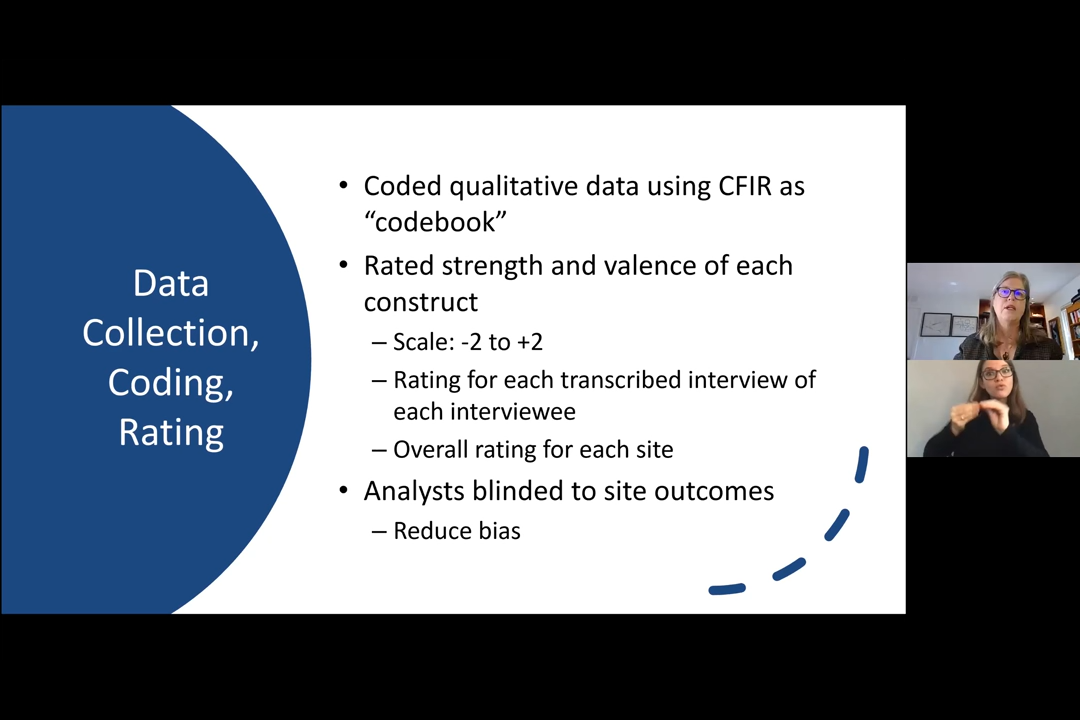 Data
Collection,
Coding,
Rating
• Coded qualitative data using CFIR as
“codebook”
• Rated strength and valence of each
construct
– Scale: -2 to +2
– Rating for each transcribed interview of
each interviewee
– Overall rating for each site
• Analysts blinded to site outcomes
– Reduce bias